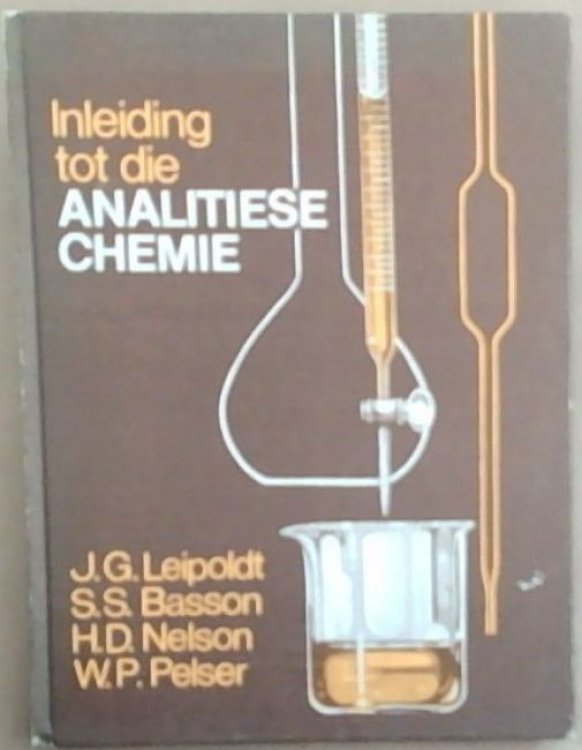 Inleiding
tot die
ANALITIESE
CHEMIE
J.G. Leipoldt
S.S. Basson
H.D. Nelson
W.P. Pelser